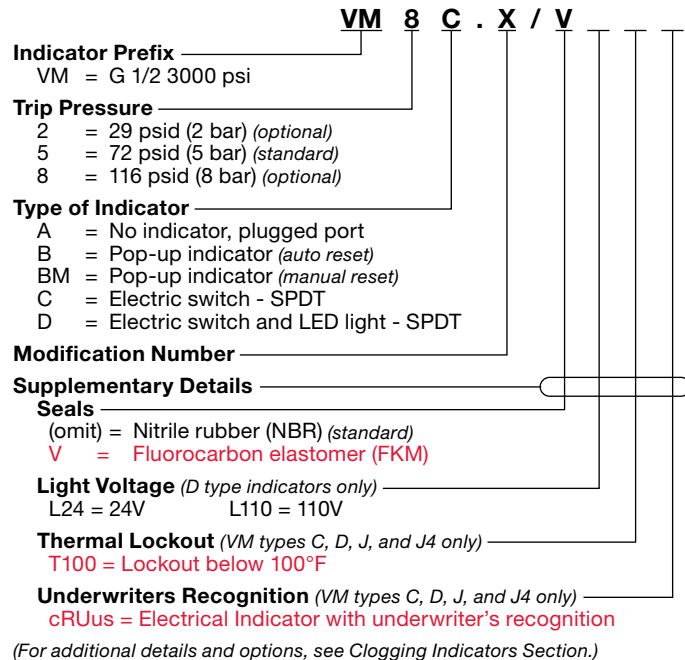 VM 8 C . X / V
Indicator Prefix
VM = G 1/2 3000 psi
Trip Pressure
2 = 29 psid (2 bar) (optional)
5 = 72 psid (5 bar) (standard)
8 = 116 psid (8 bar) (optional)
Type of Indicator
A = No indicator, plugged port
B = Pop-up indicator (auto reset)
BM = Pop-up indicator (manual reset)
C = Electric switch - SPDT
D = Electric switch and LED light - SPDT
Modification Number
Supplementary Details
Seals
(omit) = Nitrile rubber (NBR) (standard)
V = Fluorocarbon elastomer (FKM)
Light Voltage (D type indicators only)
L24 = 24V L110 = 110V
Thermal Lockout (VM types C, D, J, and J4 only)
T100 = Lockout below 100°F
Underwriters Recognition (VM types C, D, J, and J4 only)
cRUus = Electrical Indicator with underwriter's recognition
(For additional details and options, see Clogging Indicators Section.)